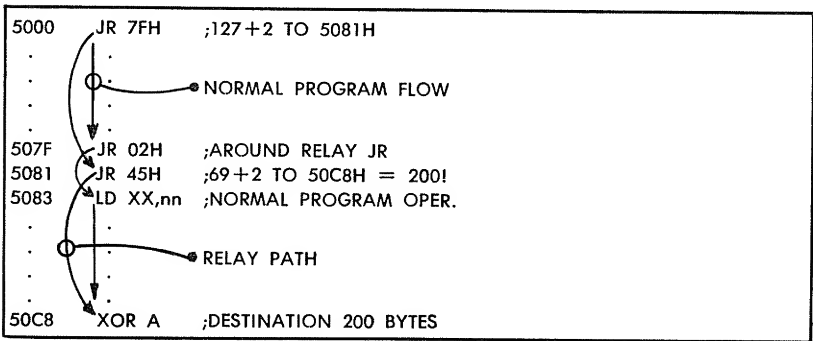 5000 JR 7FH ;127+2 TO 5081H
NORMAL PROGRAM FLOW
507F JR 02H ;AROUND RELAY JR
5081 JR 45H ;69+2 TO 50C8H = 200!
5083 LD XX,nn ;NORMAL PROGRAM OPER.
RELAY PATH
50C8 XOR A ;DESTINATION 200 BYTES